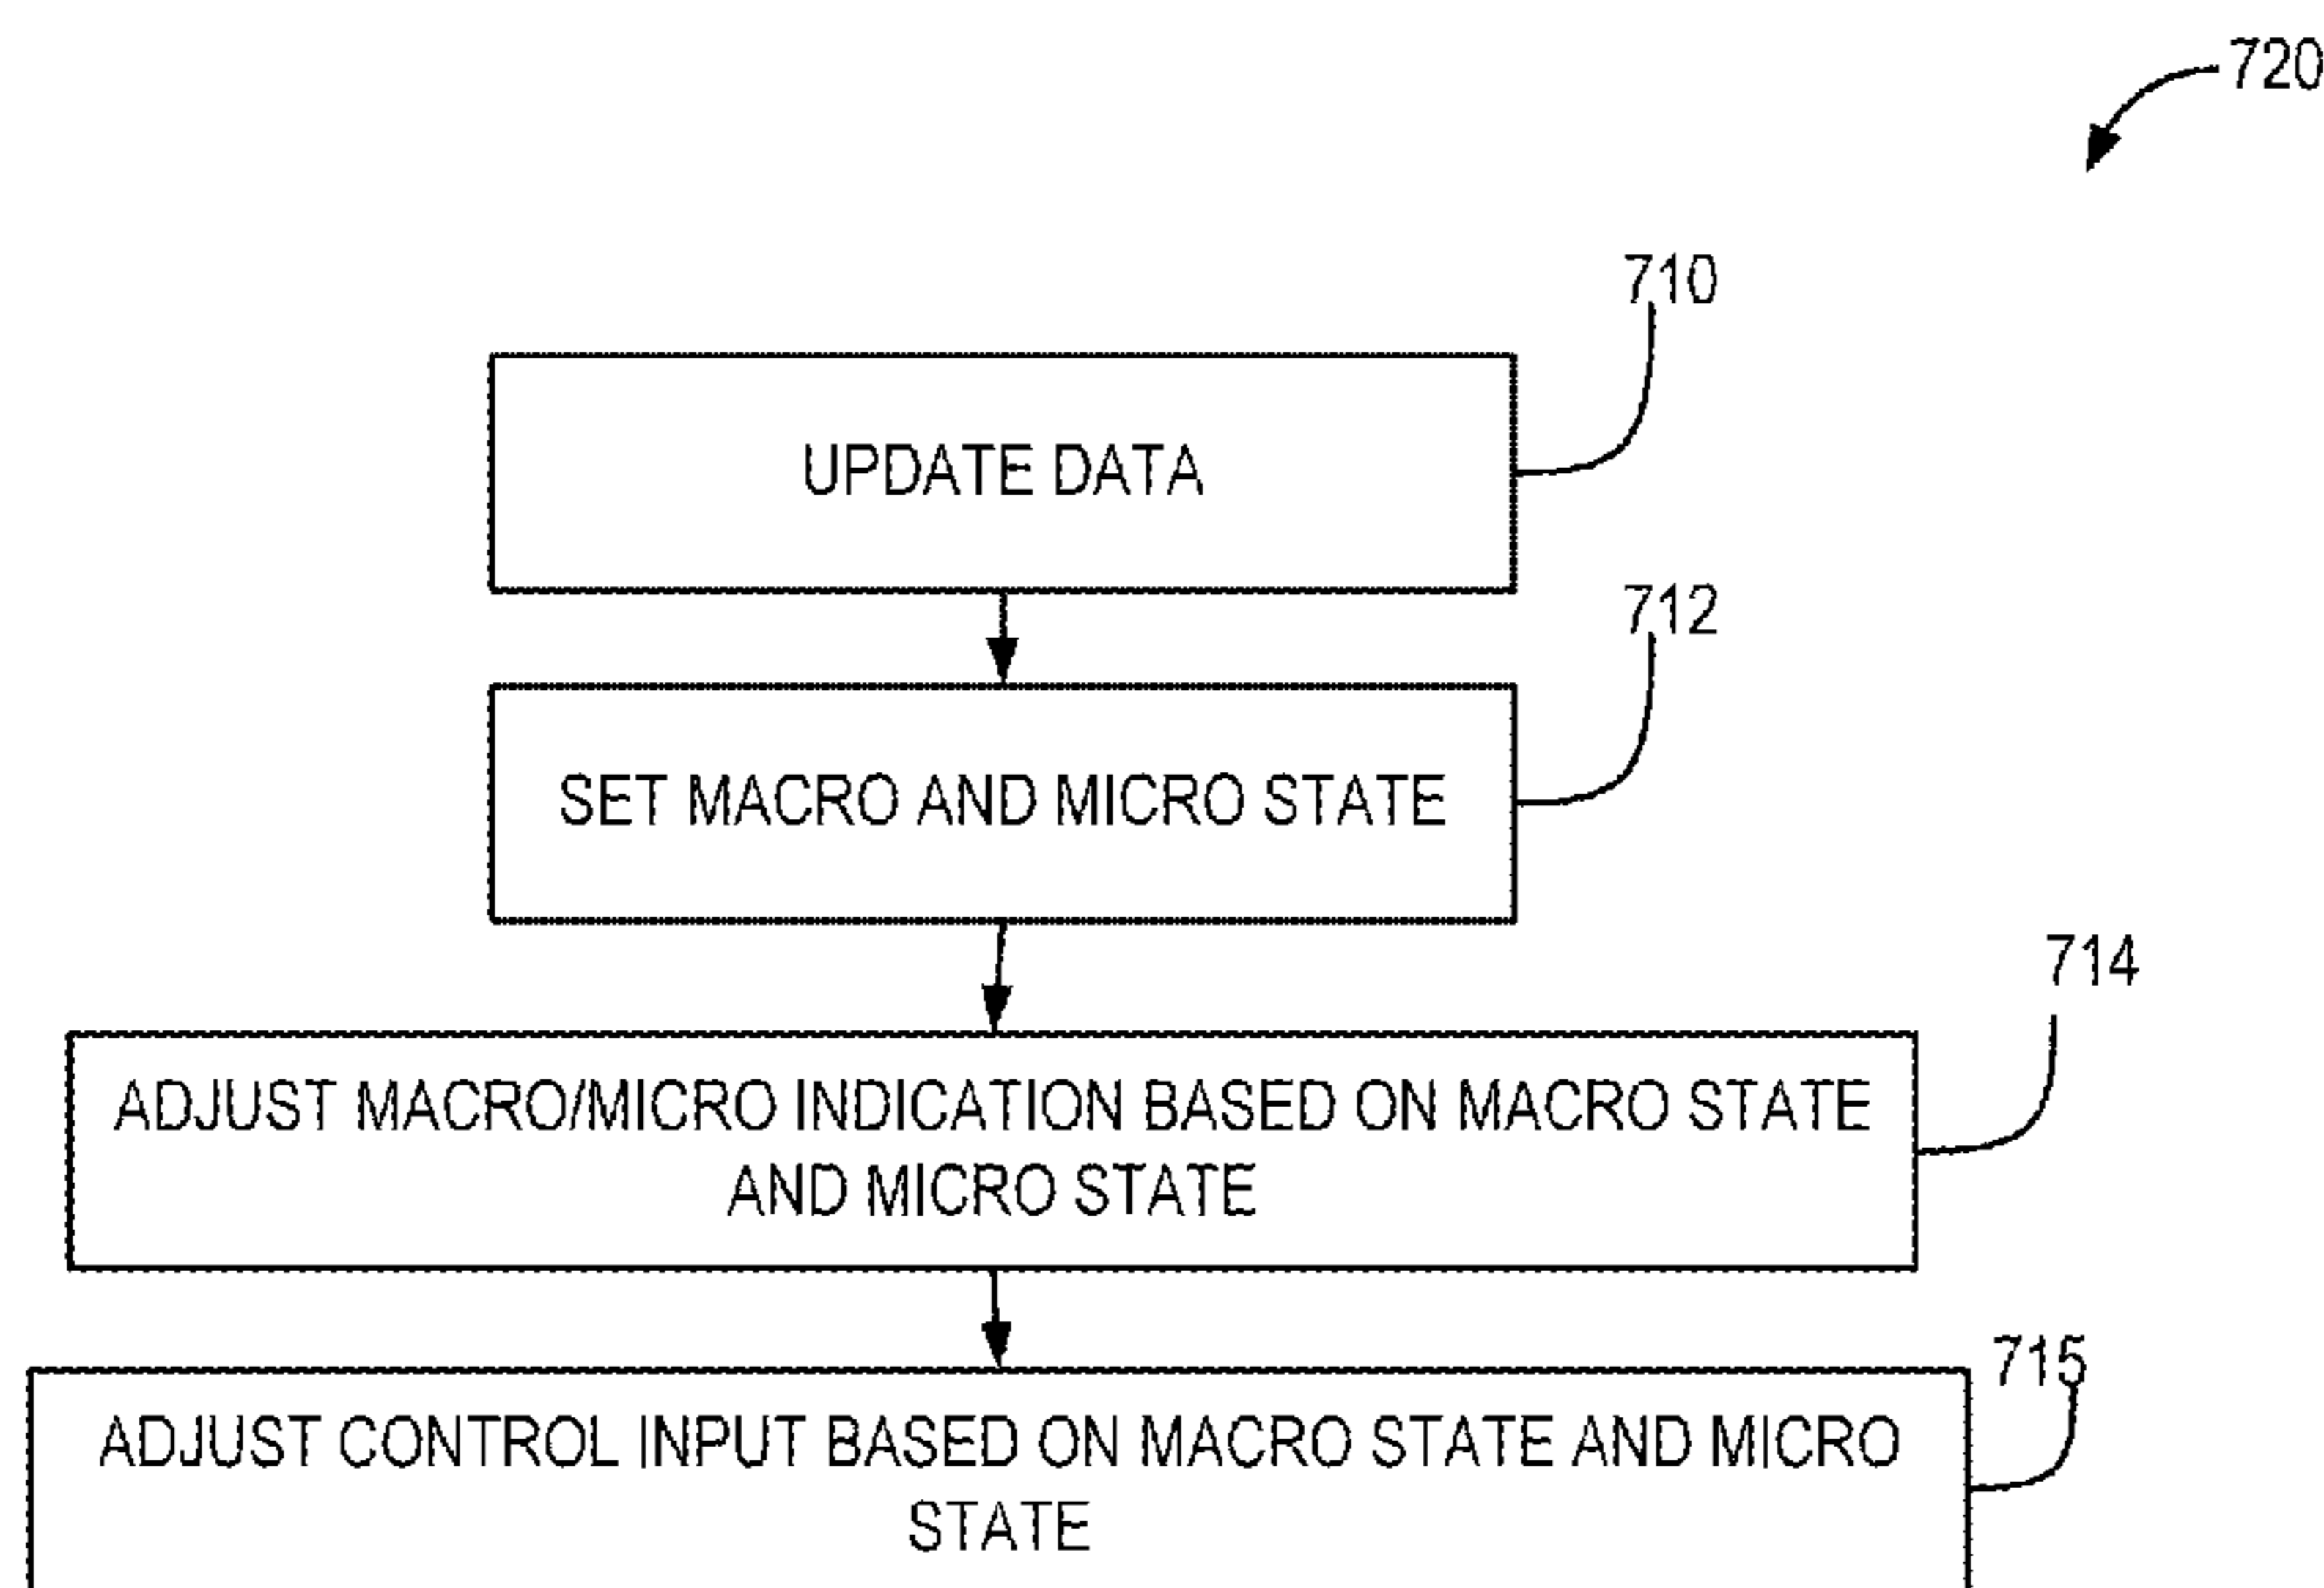 720
710
UPDATE DATA
712
SET MACRO AND MICRO STATE
714
ADJUST MACRO/MICRO INDICATION BASED ON MACRO STATE
AND MICRO STATE
715
ADJUST CONTROL INPUT BASED ON MACRO STATE AND MICRO
STATE